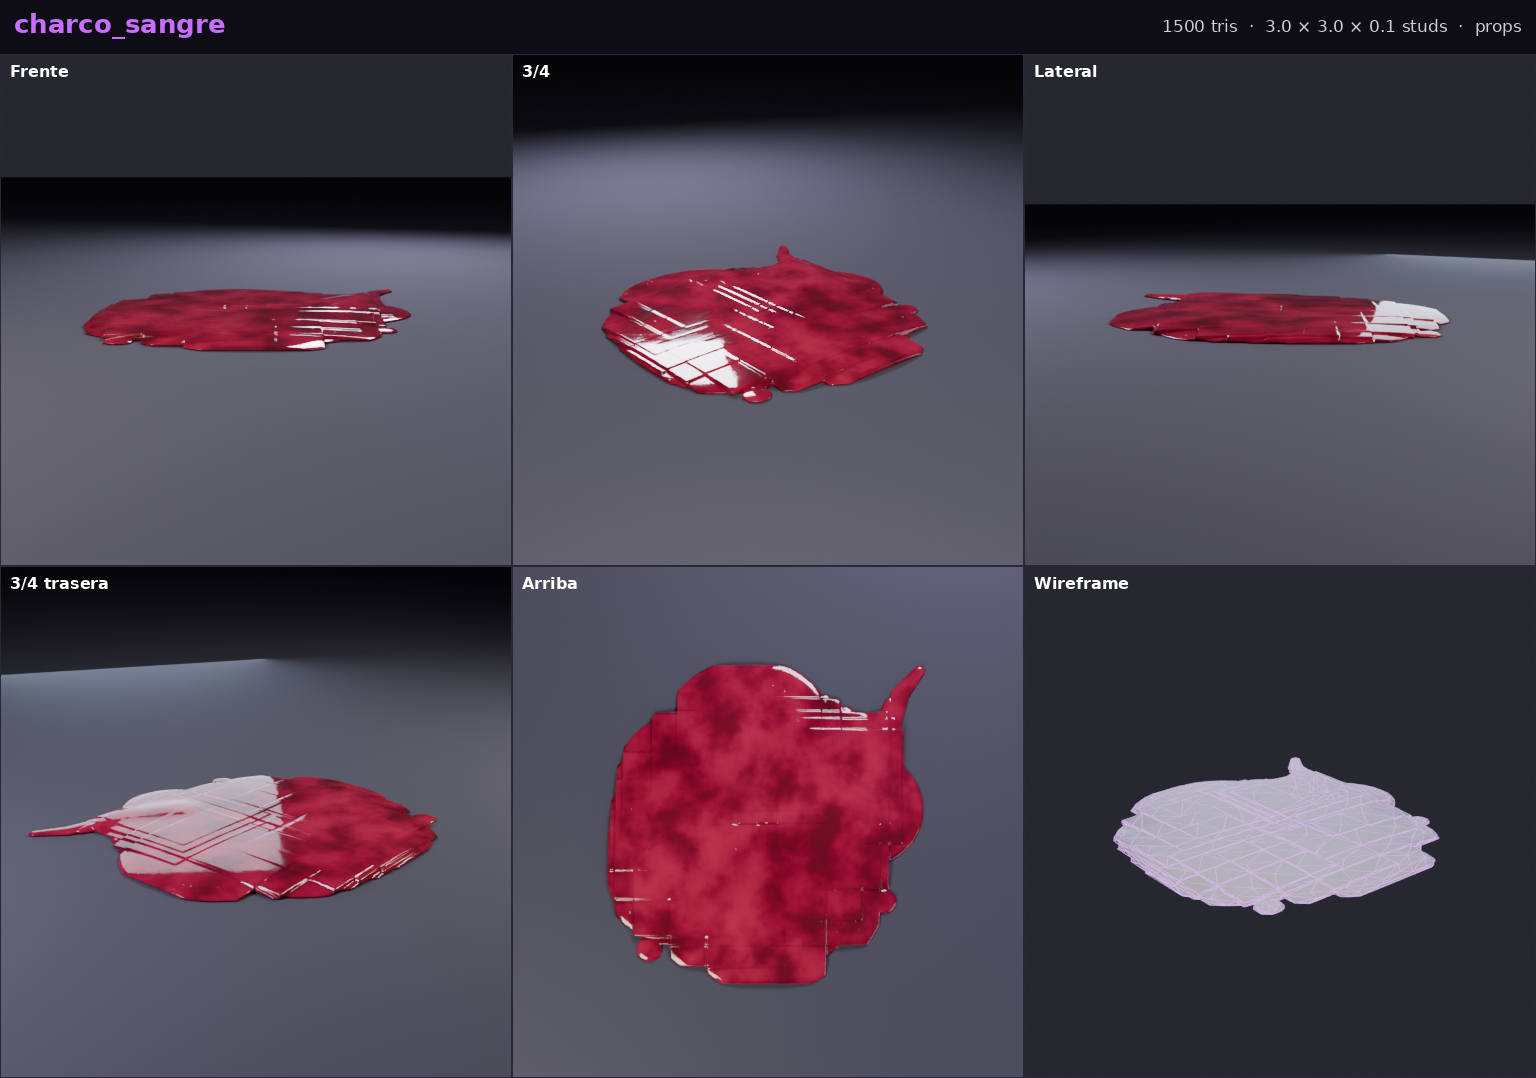 charco_sangre
1500 tris · 3.0 × 3.0 × 0.1 studs · props
Frente
3/4
Lateral
3/4 trasera
Arriba
Wireframe